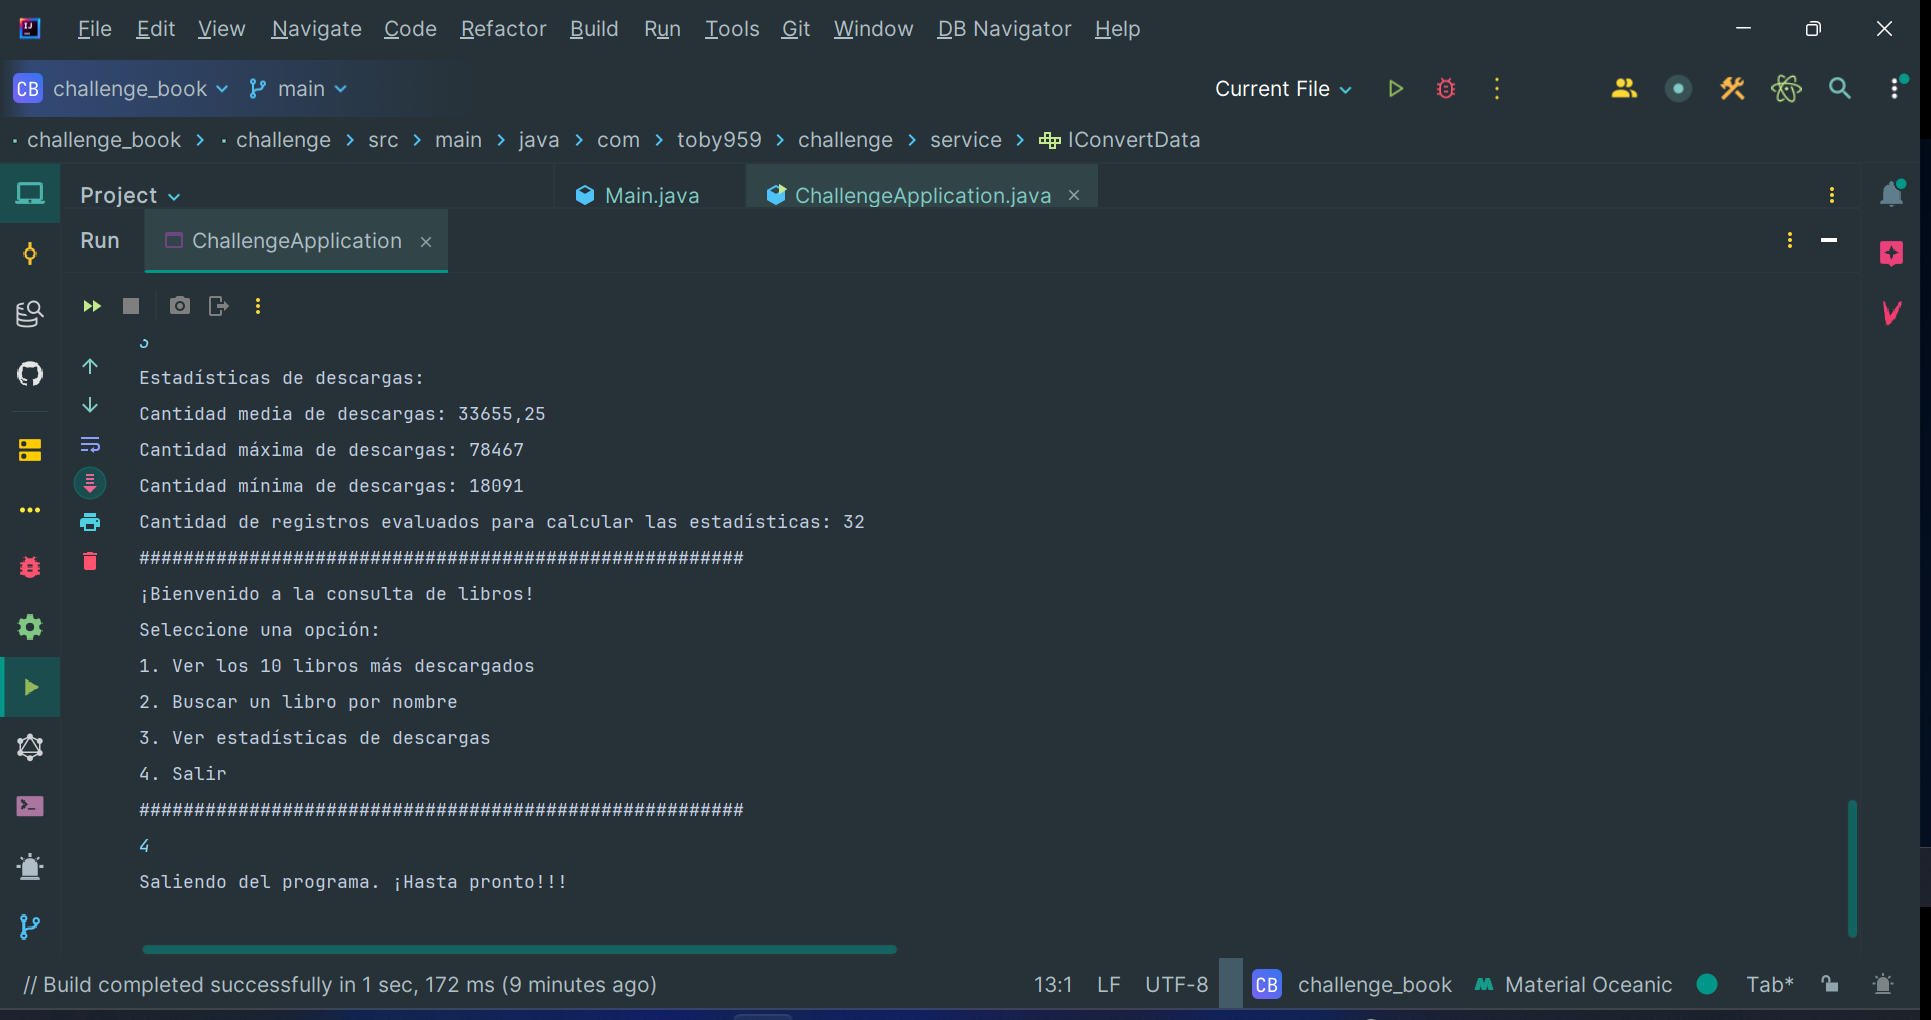 File Edit View Navigate Code Refactor Build Run Tools Git Window DB Navigator Help
CB challenge_book main Current File
challenge_book challenge src main java com toby959 challenge service IConvertData
Project Main.java ChallengeApplication.java
Run ChallengeApplication
Estadísticas de descargas:
Cantidad media de descargas: 33655,25
Cantidad máxima de descargas: 78467
Cantidad mínima de descargas: 18091
Cantidad de registros evaluados para calcular las estadísticas: 32
#######################################################
¡Bienvenido a la consulta de libros!
Seleccione una opción:
1. Ver los 10 libros más descargados
2. Buscar un libro por nombre
3. Ver estadísticas de descargas
4. Salir
#######################################################
4
Saliendo del programa. ¡Hasta pronto!!!
// Build completed successfully in 1 sec, 172 ms (9 minutes ago) 13:1 LF UTF-8 CB challenge_book Material Oceanic Tab*